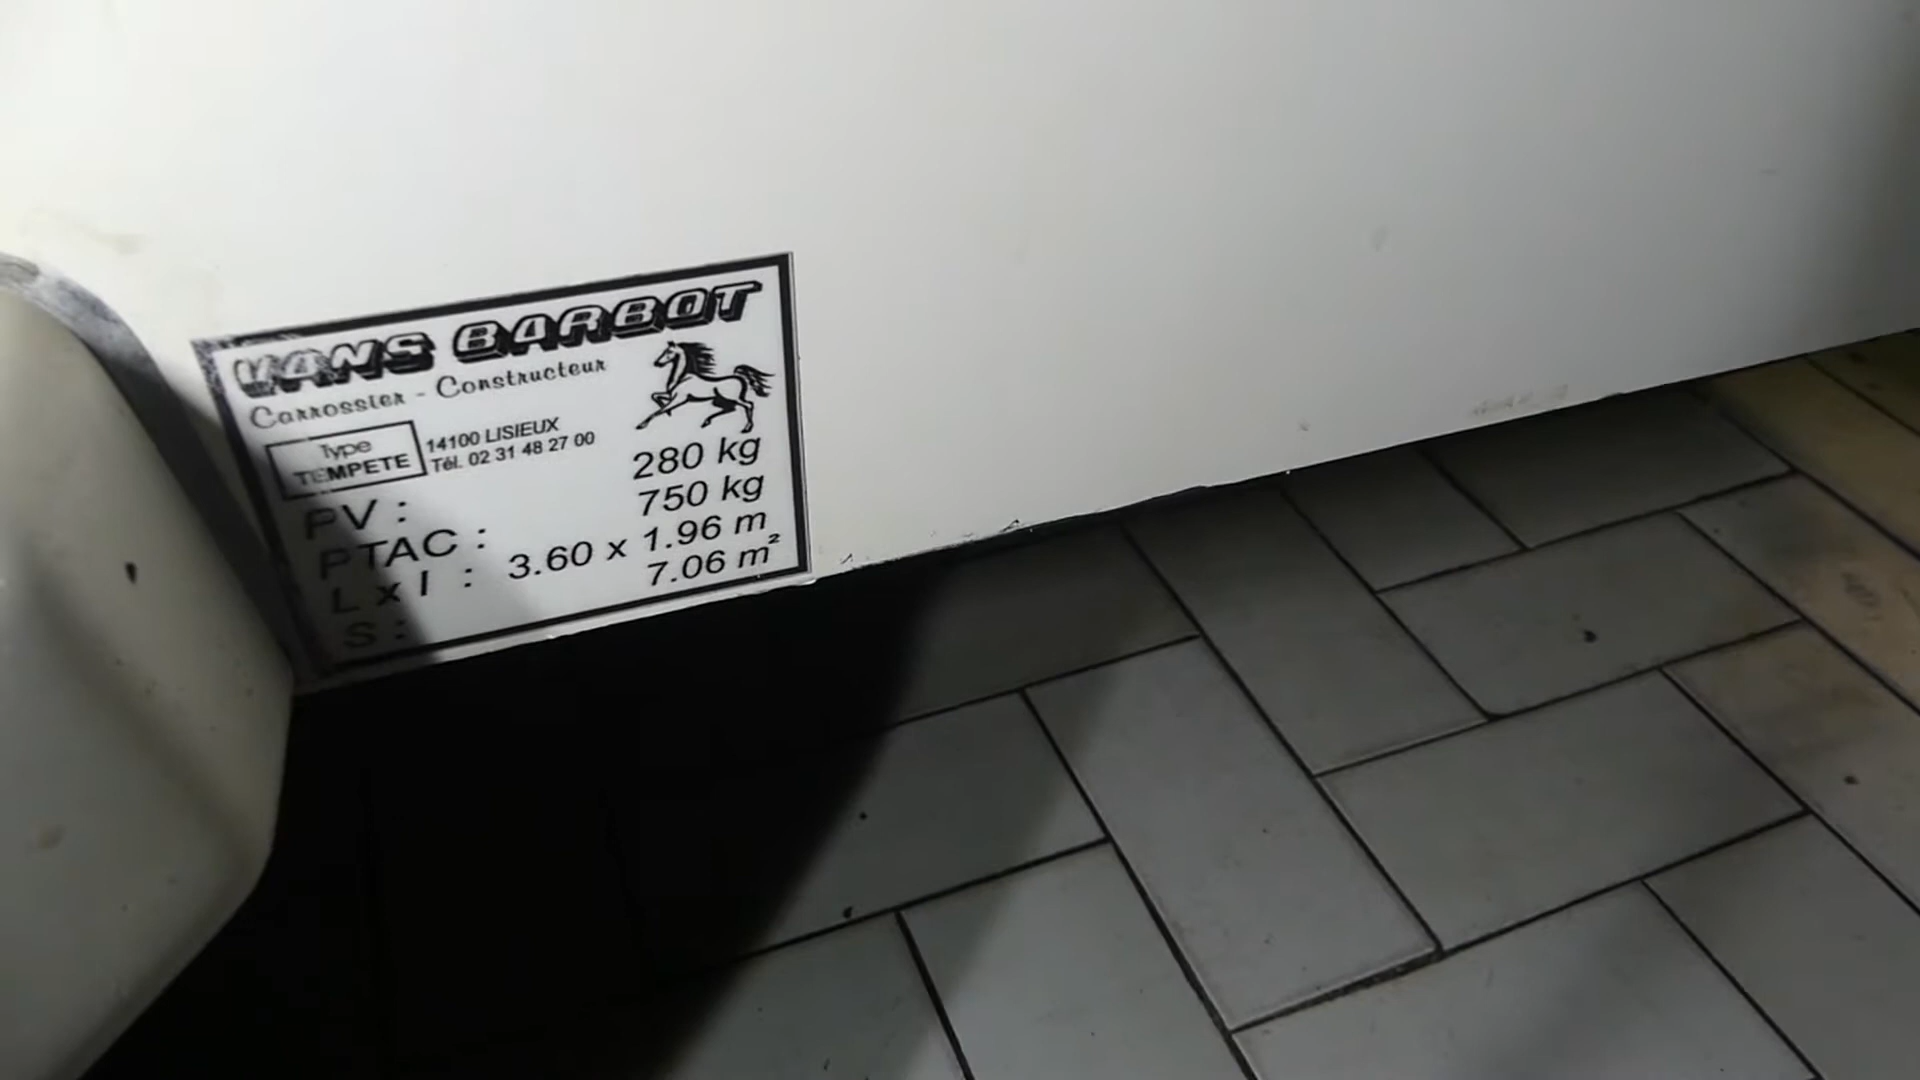 VANS BARBOT
Carrossier - Constructeur
Type
TEMPETE
14100 LISIEUX
Tél. 02 31 48 27 00
PV : 280 kg
PTAC : 750 kg
L x l : 3.60 x 1.96 m
S : 7.06 m²